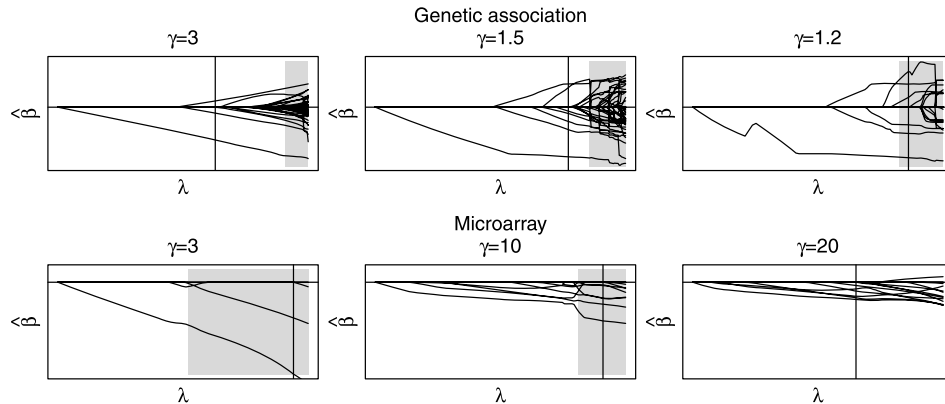 Genetic association
γ=3
γ=1.5
γ=1.2
β̂
β̂
β̂
λ
λ
λ
Microarray
γ=3
γ=10
γ=20
β̂
β̂
β̂
λ
λ
λ